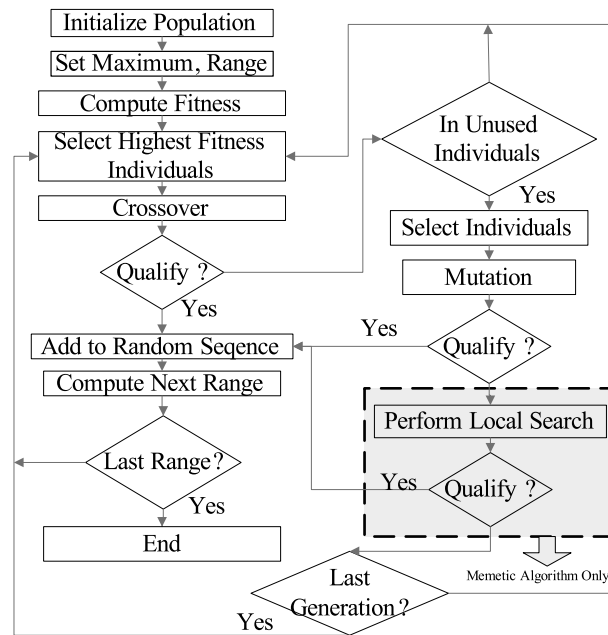 Initialize Population
Set Maximum, Range
Compute Fitness
Select Highest Fitness
Individuals
Crossover
Qualify ?
Yes
Add to Random Seqence
Compute Next Range
Last Range?
Yes
End
In Unused
Individuals
Yes
Select Individuals
Mutation
Yes
Qualify ?
Perform Local Search
Yes
Qualify ?
Memetic Algorithm Only
Last
Generation ?
Yes